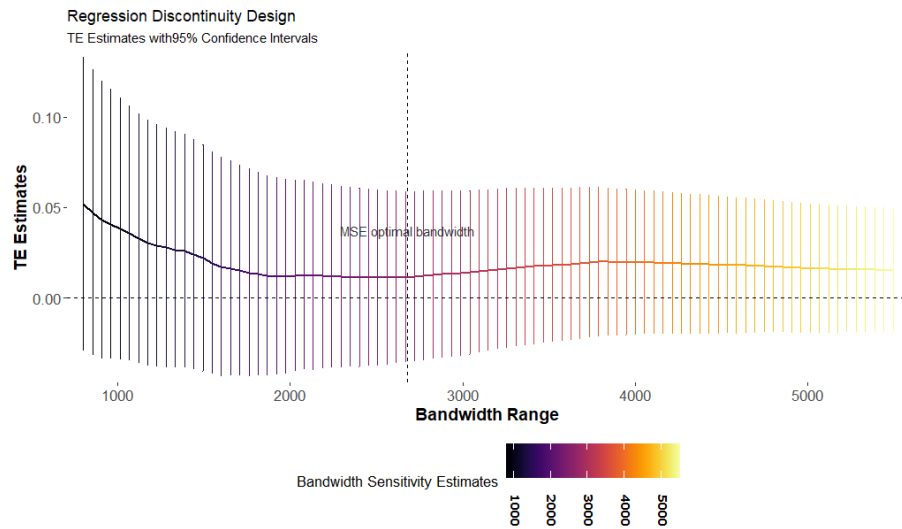 Regression Discontinuity Design
TE Estimates with95% Confidence Intervals
TE Estimates
0.10
0.05
0.00
MSE optimal bandwidth
1000 2000 3000 4000 5000
Bandwidth Range
Bandwidth Sensitivity Estimates
1000 2000 3000 4000 5000